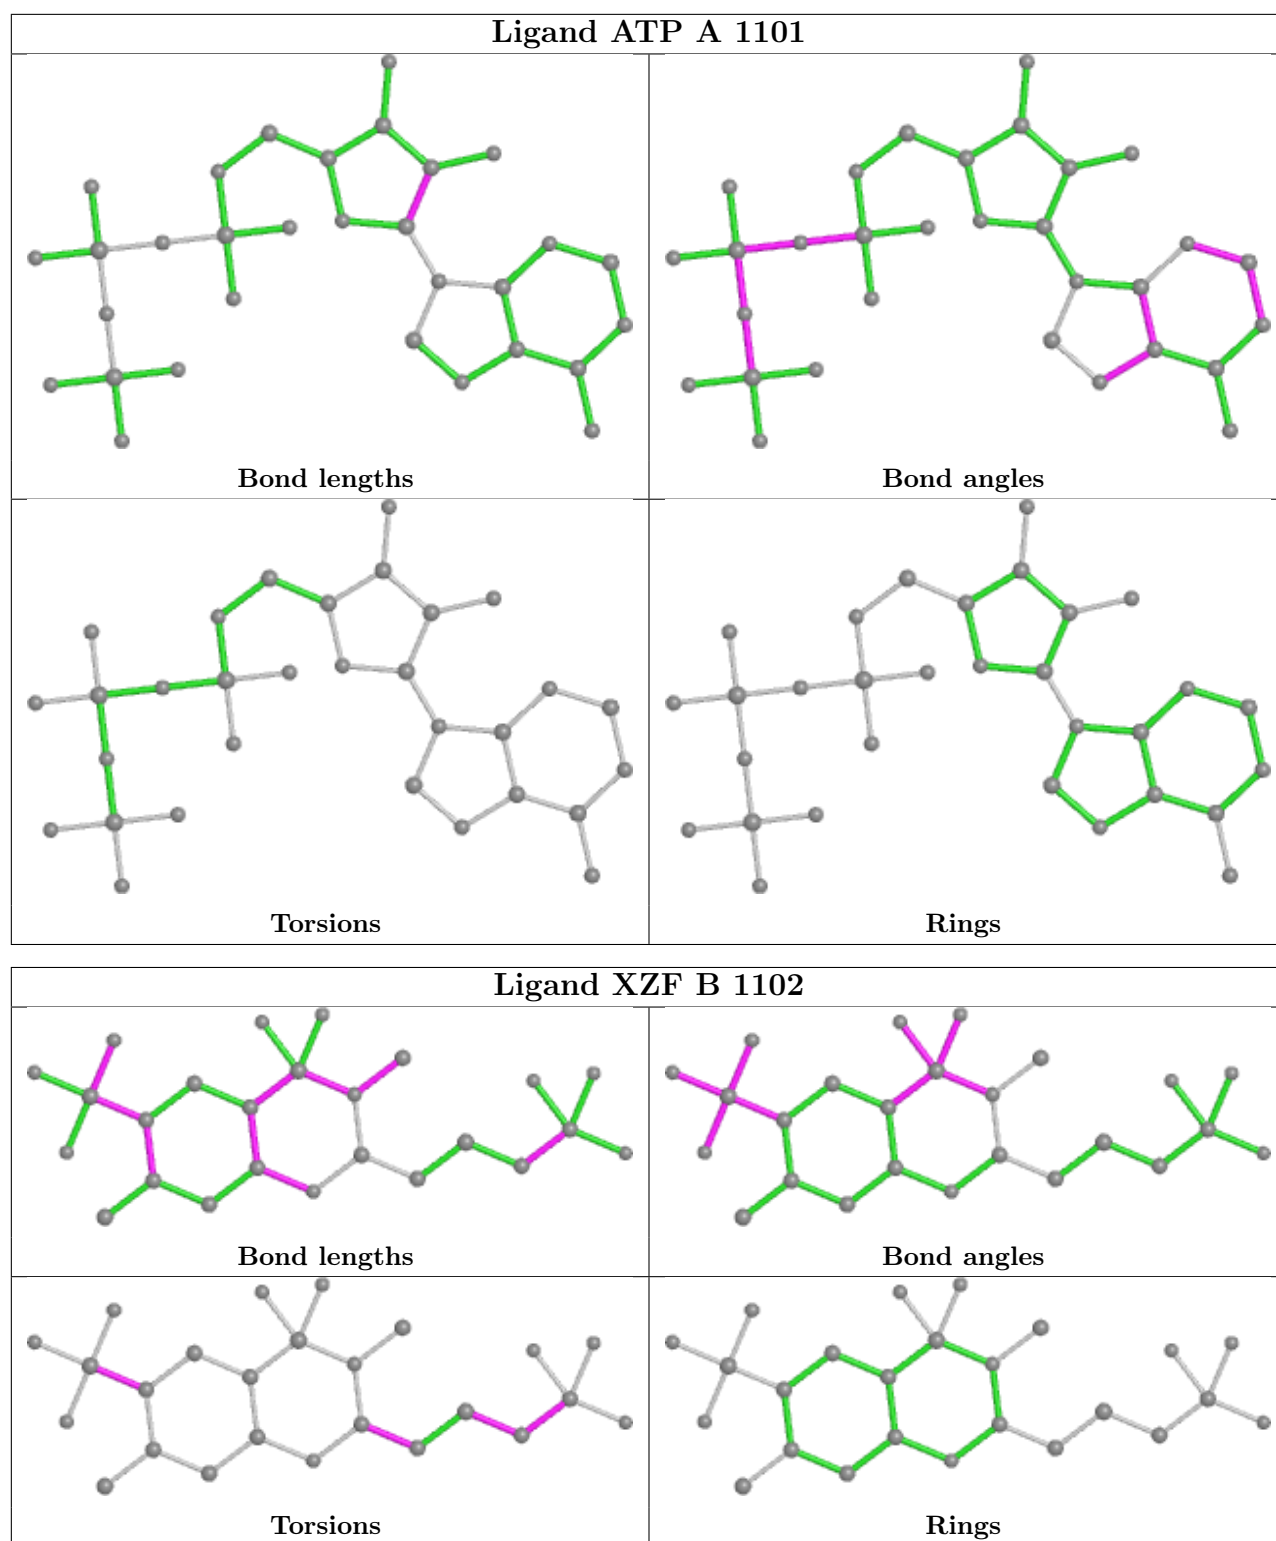 Ligand ATP A 1101
Bond lengths
Bond angles
Torsions
Rings
Ligand XZF B 1102
Bond lengths
Bond angles
Torsions
Rings